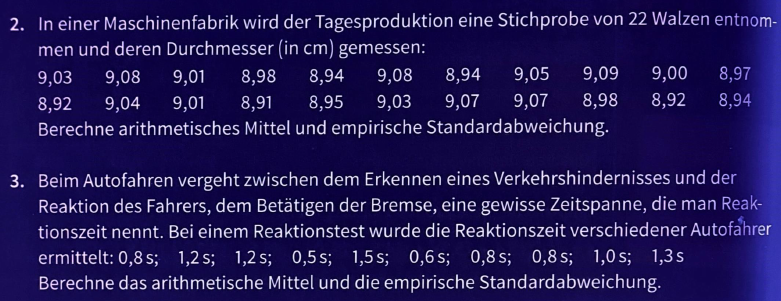 2. In einer Maschinenfabrik wird der Tagesproduktion eine Stichprobe von 22 Walzen entnom-
men und deren Durchmesser (in cm) gemessen:
9,03 9,08 9,01 8,98 8,94 9,08 8,94 9,05 9,09 9,00 8,97
8,92 9,04 9,01 8,91 8,95 9,03 9,07 9,07 8,98 8,92 8,94
Berechne arithmetisches Mittel und empirische Standardabweichung.
3. Beim Autofahren vergeht zwischen dem Erkennen eines Verkehrshindernisses und der
Reaktion des Fahrers, dem Betätigen der Bremse, eine gewisse Zeitspanne, die man Reak-
tionszeit nennt. Bei einem Reaktionstest wurde die Reaktionszeit verschiedener Autofahrer
ermittelt: 0,8 s; 1,2 s; 1,2 s; 0,5 s; 1,5 s; 0,6 s; 0,8 s; 0,8 s; 1,0 s; 1,3 s
Berechne das arithmetische Mittel und die empirische Standardabweichung.